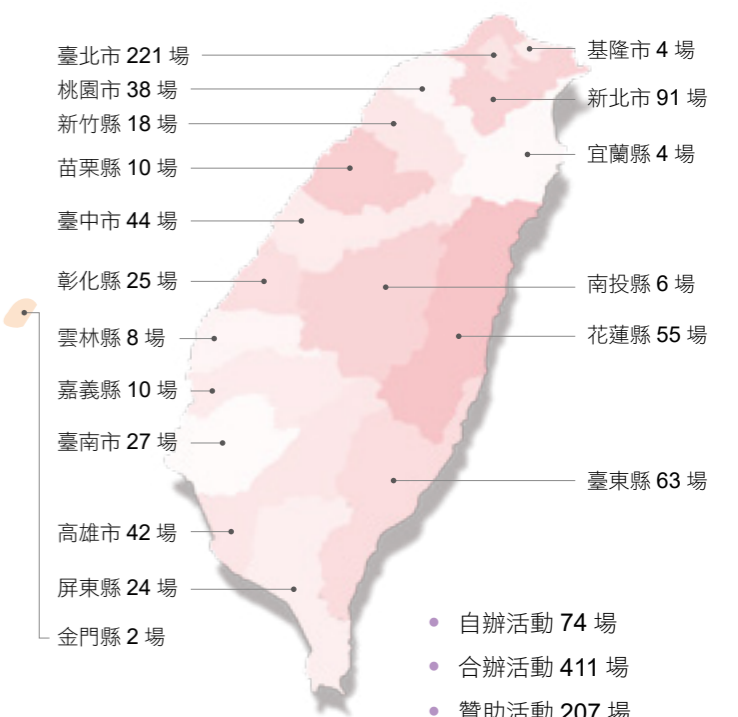 臺北市 221 場
桃園市 38 場
新竹縣 18 場
苗栗縣 10 場
臺中市 44 場
彰化縣 25 場
雲林縣 8 場
嘉義縣 10 場
臺南市 27 場
高雄市 42 場
屏東縣 24 場
金門縣 2 場
基隆市 4 場
新北市 91 場
宜蘭縣 4 場
南投縣 6 場
花蓮縣 55 場
臺東縣 63 場
• 自辦活動 74 場
• 合辦活動 411 場
• 贊助活動 207 場